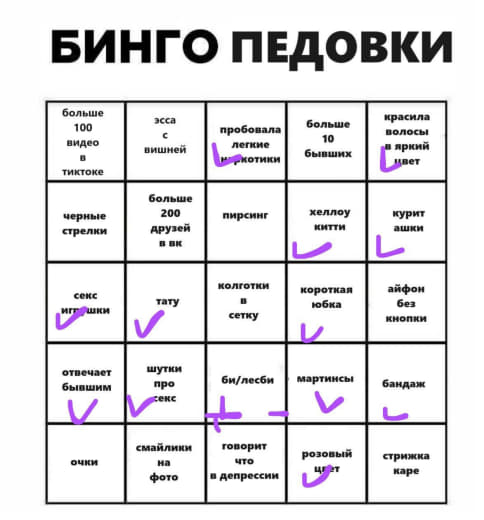 БИНГО ПЕДОВКИ
больше
100
видео
в
тиктоке
эсса
с
вишней
пробовала
легкие
наркотики
больше
10
бывших
красила
волосы
в яркий
цвет
черные
стрелки
больше
200
друзей
в вк
пирсинг
хеллоу
китти
курит
ашки
секс
игрушки
тату
колготки
в
сетку
короткая
юбка
айфон
без
кнопки
отвечает
бывшим
шутки
про
секс
би/лесби
мартинсы
бандаж
очки
смайлики
на
фото
говорит
что
в депрессии
розовый
цвет
стрижка
каре